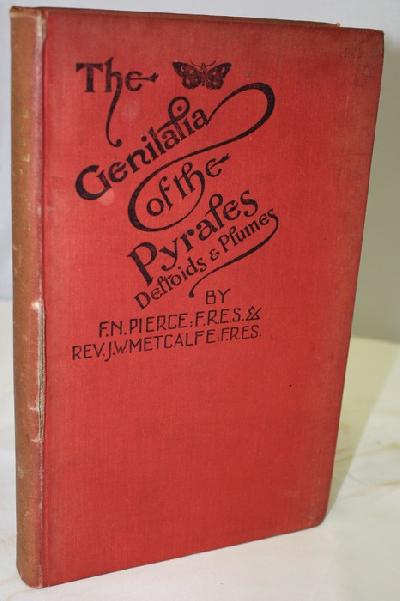 The
Genitalia
of the
Pyrales
Deltoids & Plumes
BY
F.N. PIERCE: F.R.E.S. &
REV. J.W. METCALFE: F.R.E.S.